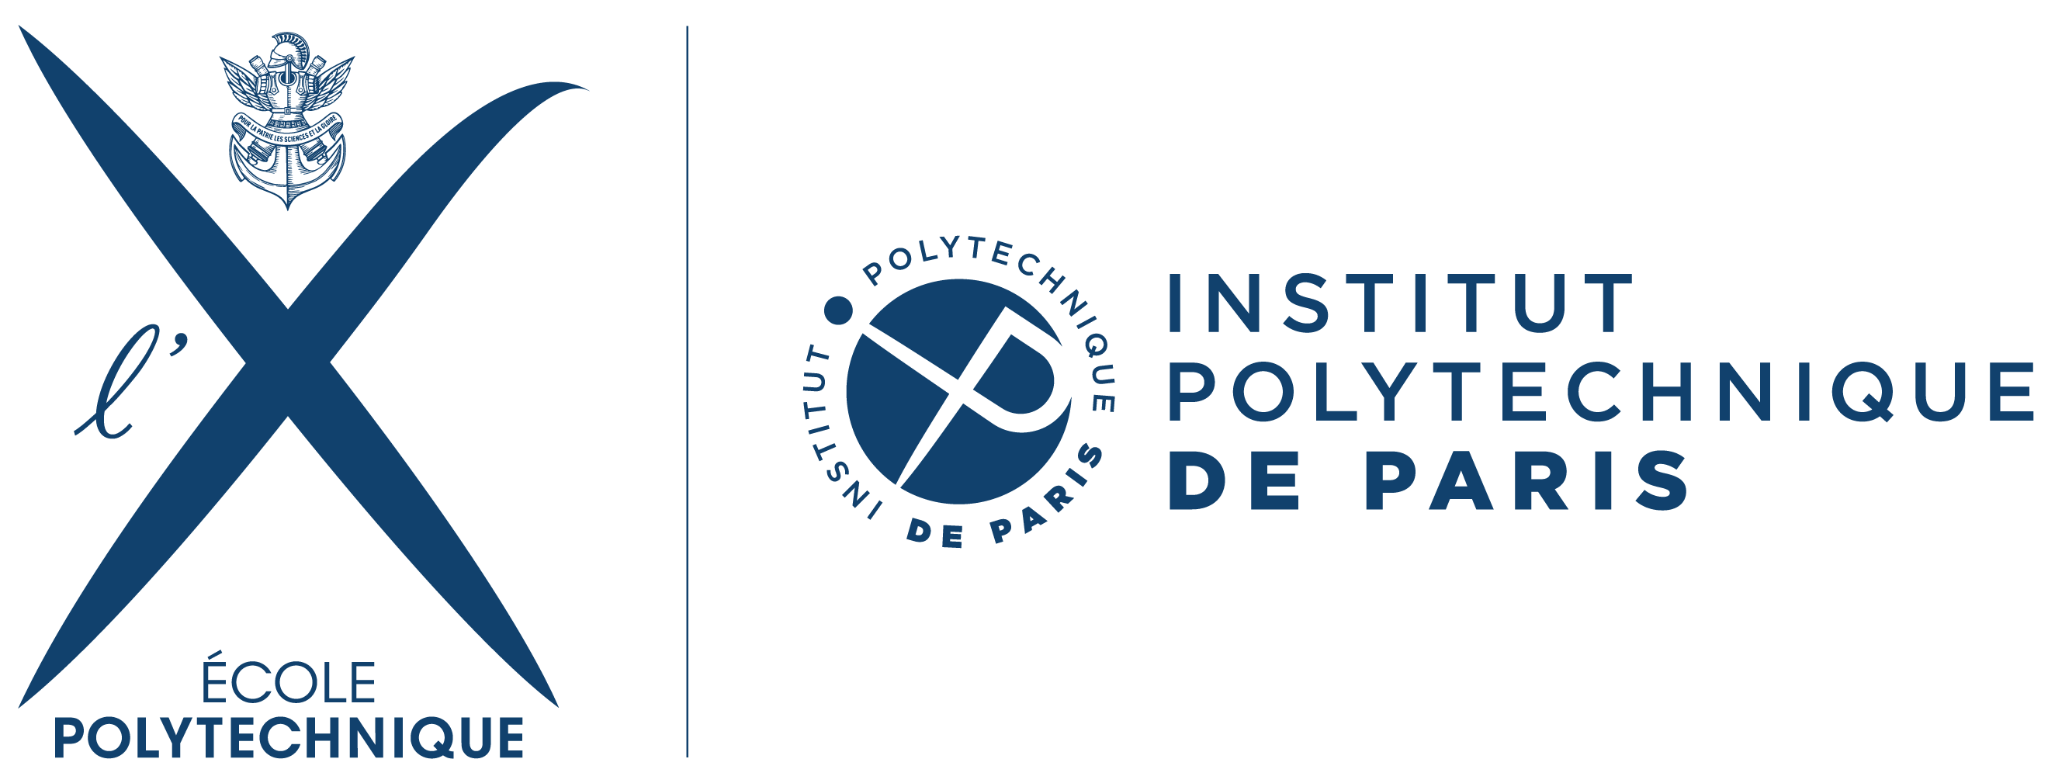 POUR LA PATRIE LES SCIENCES ET LA GLOIRE
l'X
ÉCOLE
POLYTECHNIQUE
INSTITUT • POLYTECHNIQUE
DE PARIS
INSTITUT
POLYTECHNIQUE
DE PARIS